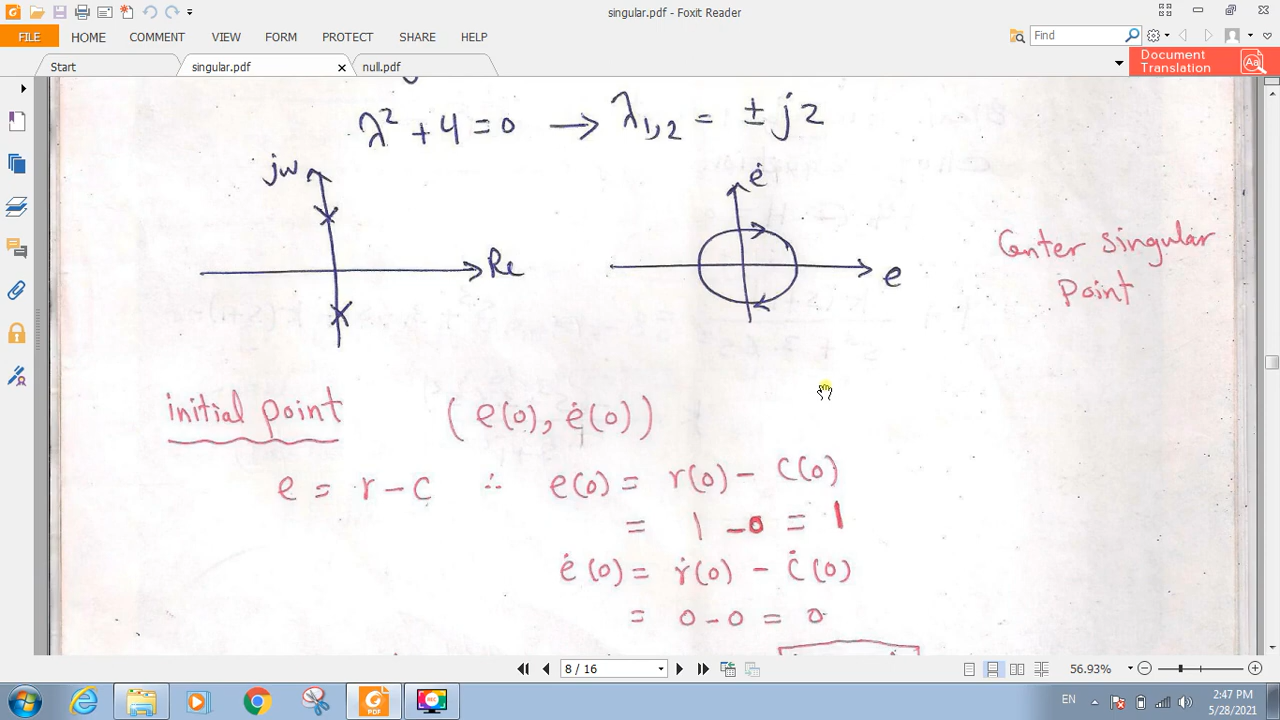 singular.pdf - Foxit Reader
FILE HOME COMMENT VIEW FORM PROTECT SHARE HELP Find
Start singular.pdf null.pdf Document Translation
λ² + 4 = 0 → λ1,2 = ± j2
jω Re
ė e
Center singular
Point
initial point (e(0), ė(0))
e = r - c ∴ e(0) = r(0) - c(0)
= 1 - 0 = 1
ė(0) = ṙ(0) - ċ(0)
= 0 - 0 = 0
8 / 16 56.93%
EN 2:47 PM
5/28/2021